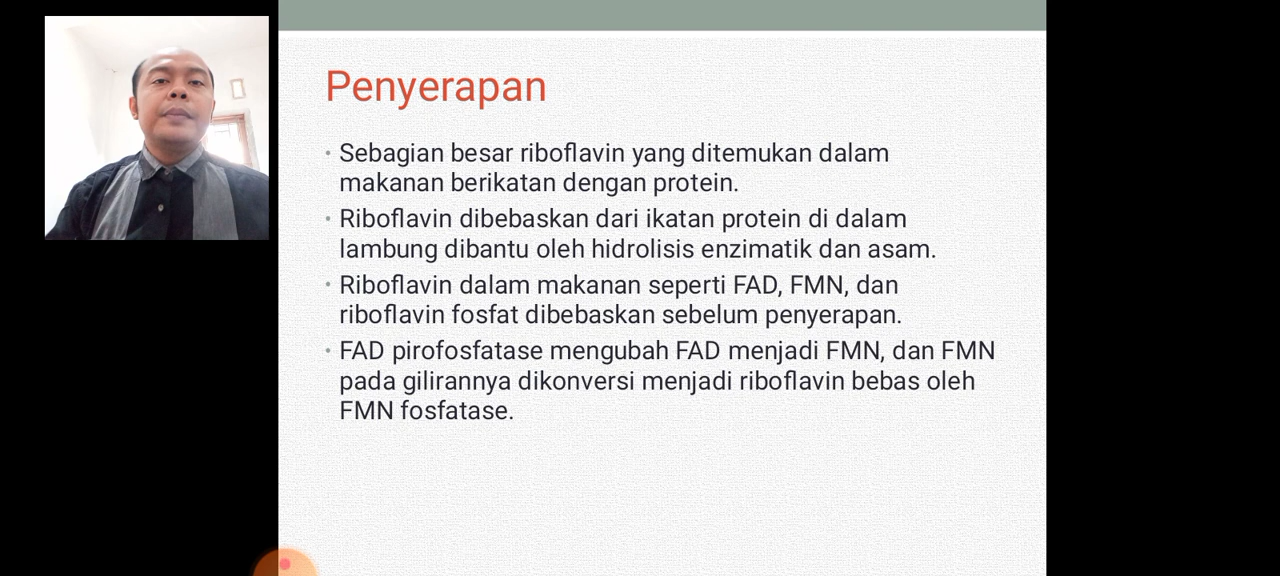 Penyerapan
• Sebagian besar riboflavin yang ditemukan dalam
makanan berikatan dengan protein.
• Riboflavin dibebaskan dari ikatan protein di dalam
lambung dibantu oleh hidrolisis enzimatik dan asam.
• Riboflavin dalam makanan seperti FAD, FMN, dan
riboflavin fosfat dibebaskan sebelum penyerapan.
• FAD pirofosfatase mengubah FAD menjadi FMN, dan FMN
pada gilirannya dikonversi menjadi riboflavin bebas oleh
FMN fosfatase.